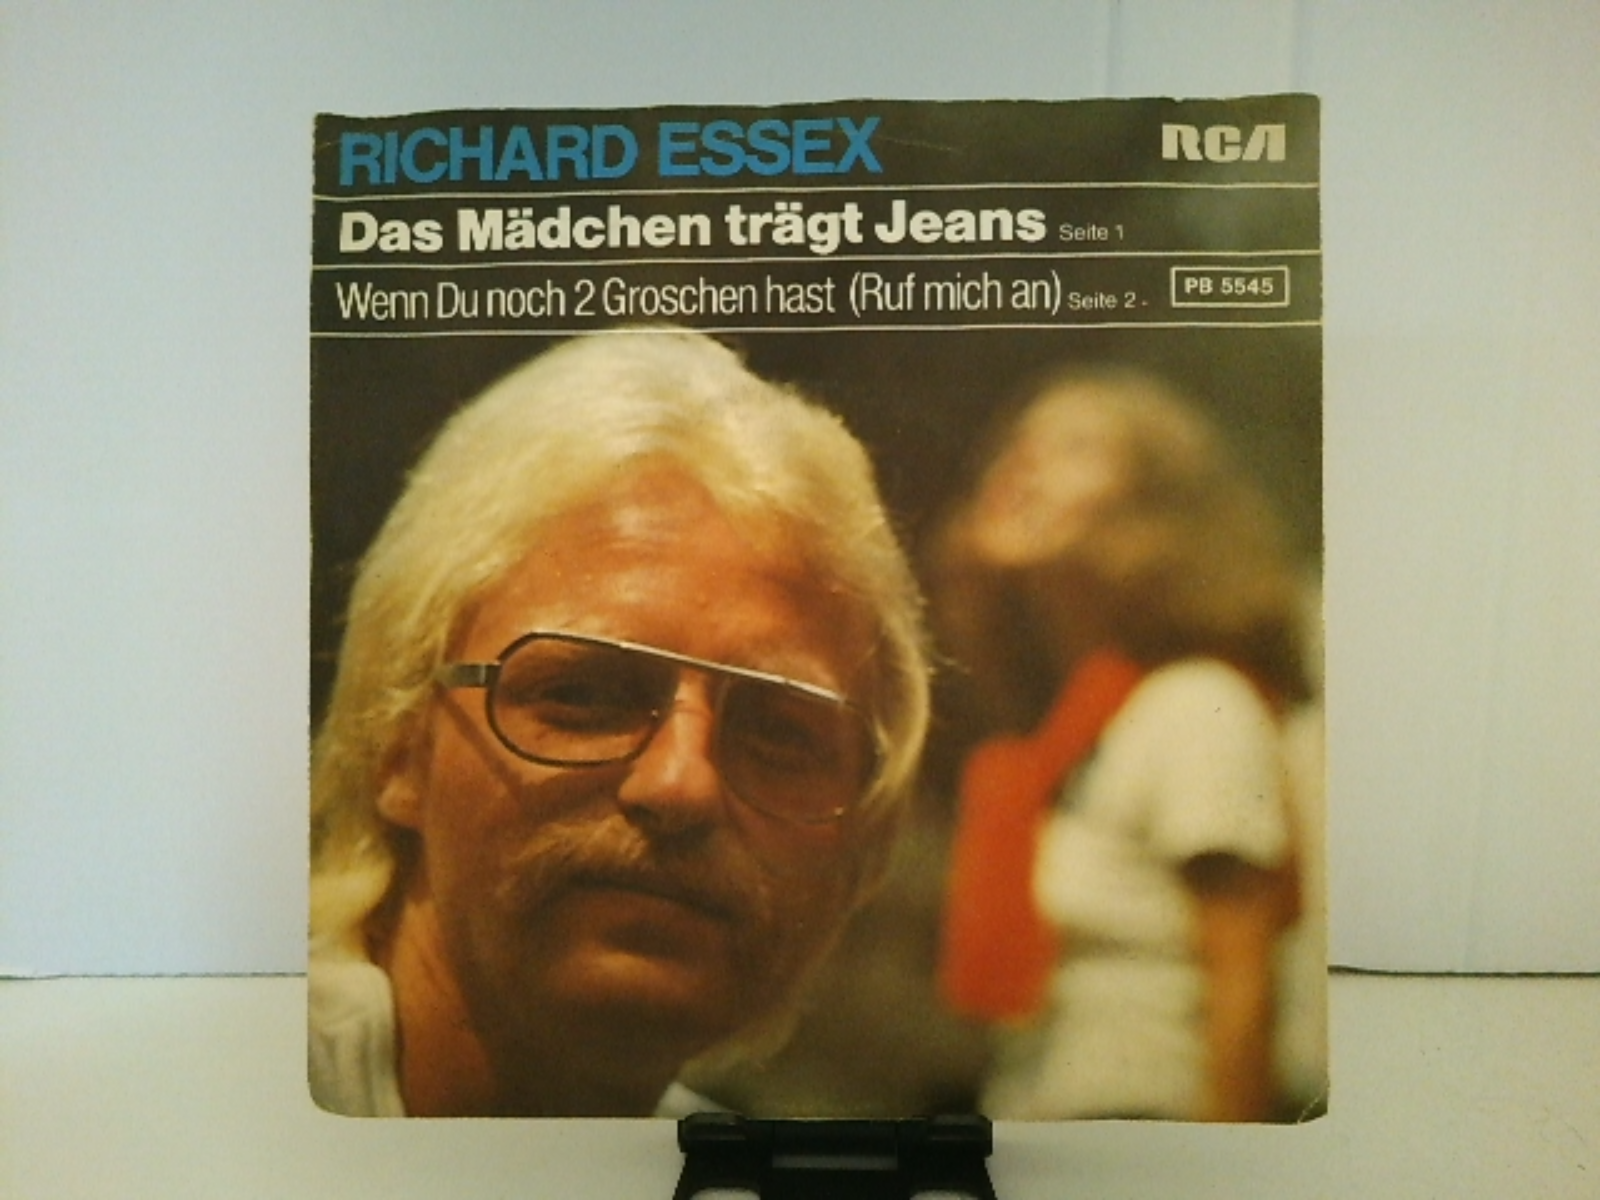 RICHARD ESSEX
RCA
Das Mädchen trägt Jeans Seite 1
Wenn Du noch 2 Groschen hast (Ruf mich an) Seite 2
PB 5545